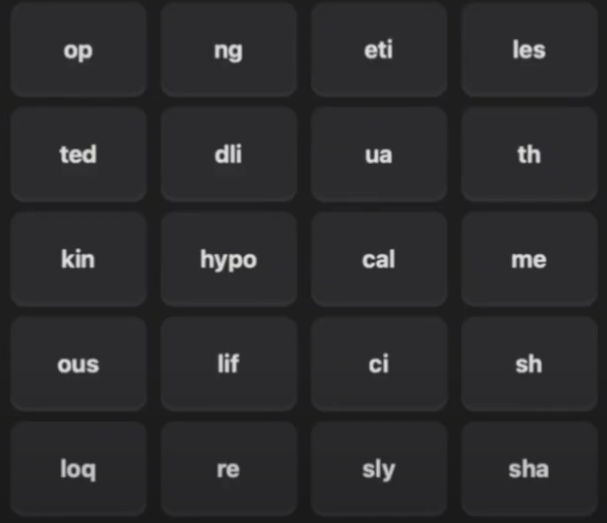 op ng eti les
ted dli ua th
kin hypo cal me
ous lif ci sh
loq re sly sha